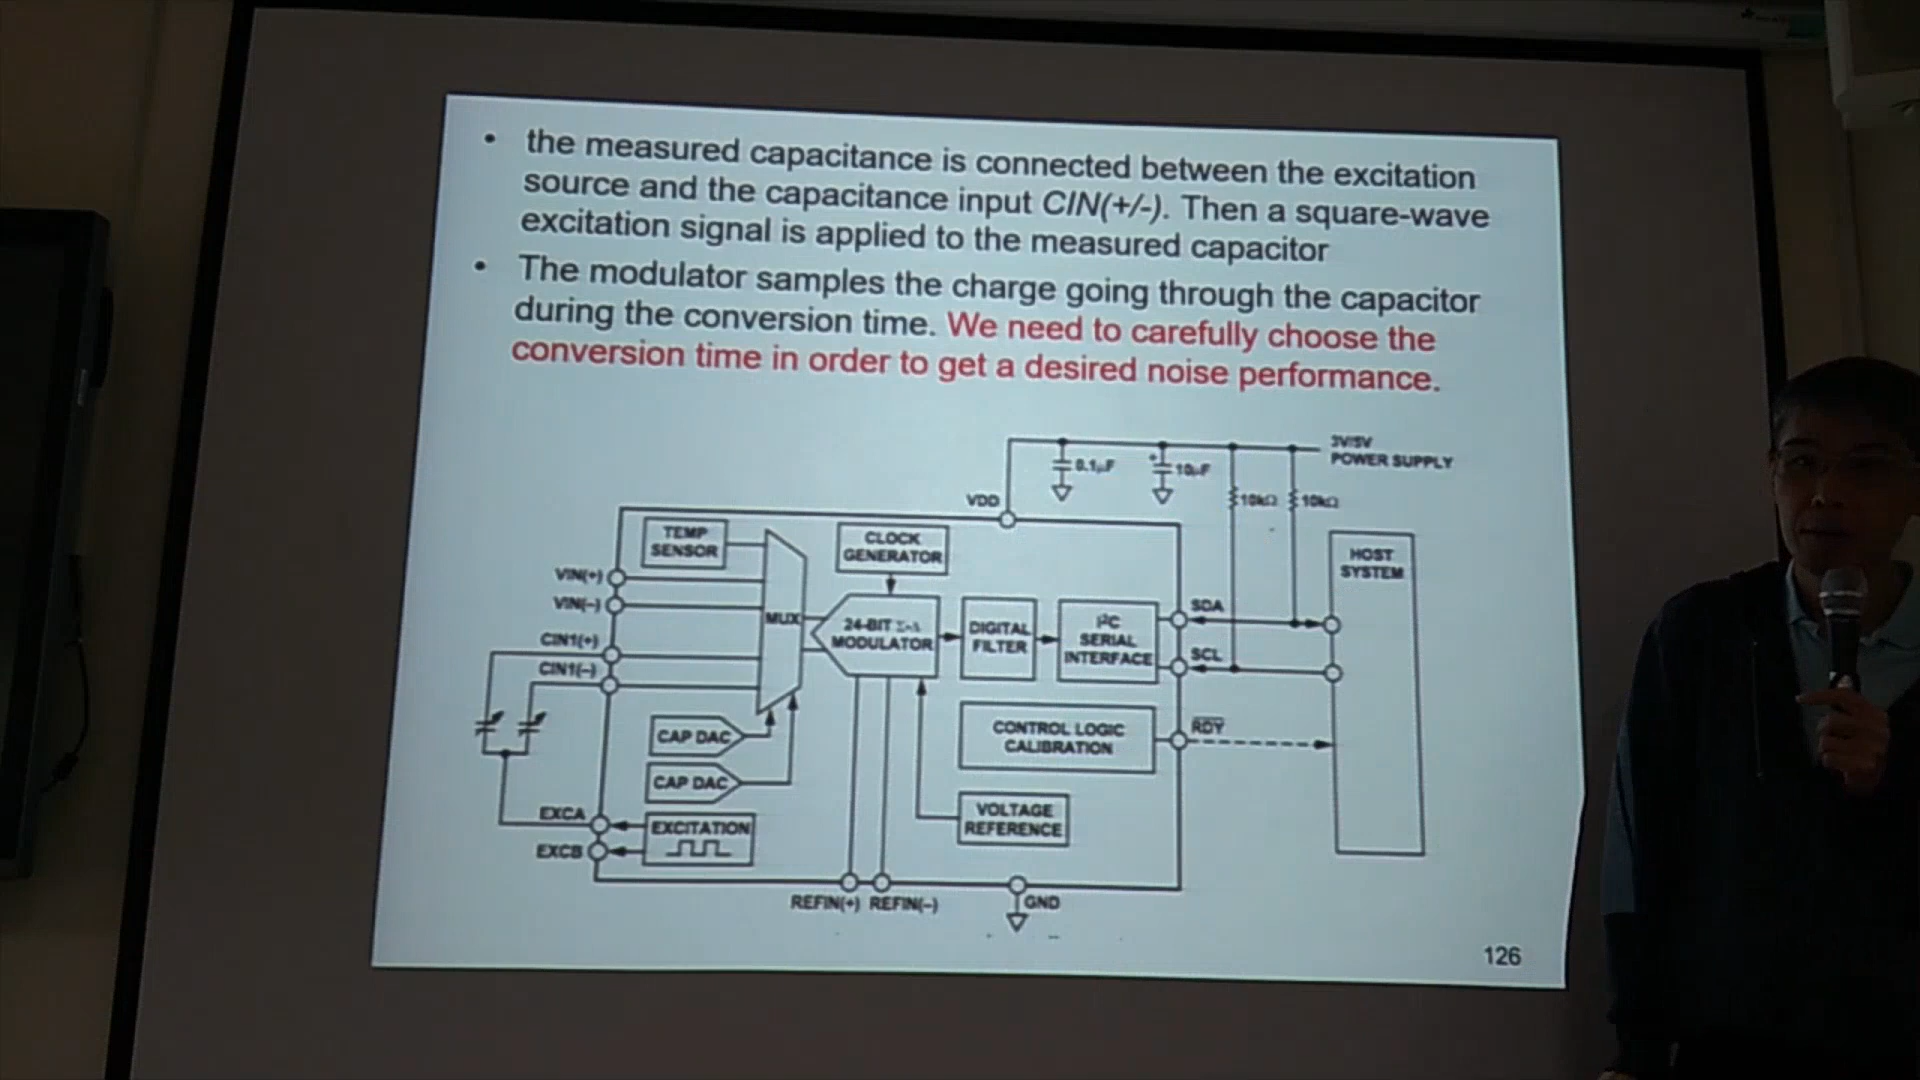 • the measured capacitance is connected between the excitation
source and the capacitance input CIN(+/-). Then a square-wave
excitation signal is applied to the measured capacitor
• The modulator samples the charge going through the capacitor
during the conversion time. We need to carefully choose the
conversion time in order to get a desired noise performance.
3V/5V
POWER SUPPLY
0.1µF
10µF
10kΩ
10kΩ
VDD
TEMP
SENSOR
CLOCK
GENERATOR
HOST
SYSTEM
VIN(+)
VIN(-)
MUX
24-BIT Σ-Δ
MODULATOR
DIGITAL
FILTER
I²C
SERIAL
INTERFACE
SDA
SCL
CIN1(+)
CIN1(-)
CAP DAC
CAP DAC
CONTROL LOGIC
CALIBRATION
RDY
VOLTAGE
REFERENCE
EXCA
EXCB
EXCITATION
REFIN(+) REFIN(-)
GND
126